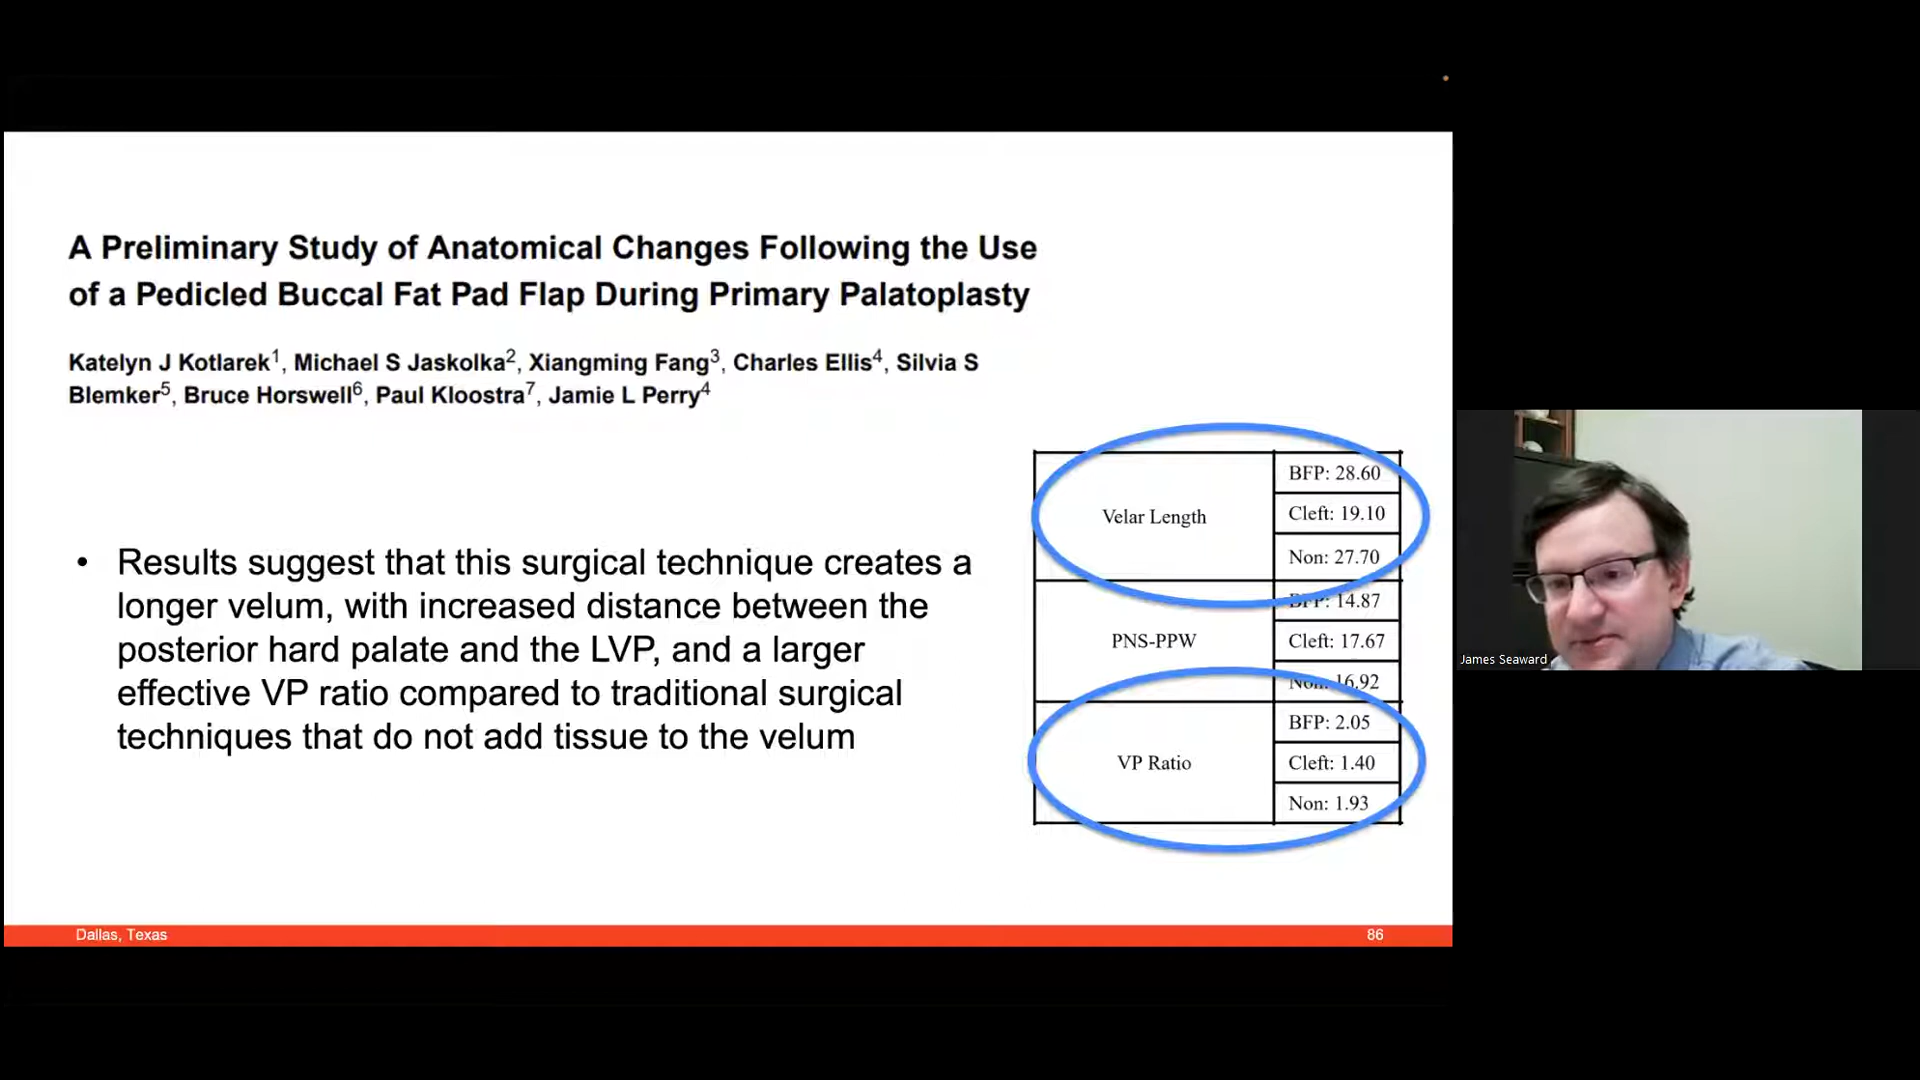 A Preliminary Study of Anatomical Changes Following the Use
of a Pedicled Buccal Fat Pad Flap During Primary Palatoplasty
Katelyn J Kotlarek1, Michael S Jaskolka2, Xiangming Fang3, Charles Ellis4, Silvia S
Blemker5, Bruce Horswell6, Paul Kloostra7, Jamie L Perry4
• Results suggest that this surgical technique creates a
longer velum, with increased distance between the
posterior hard palate and the LVP, and a larger
effective VP ratio compared to traditional surgical
techniques that do not add tissue to the velum
Velar Length
BFP: 28.60
Cleft: 19.10
Non: 27.70
PNS-PPW
BFP: 14.87
Cleft: 17.67
Non: 16.92
VP Ratio
BFP: 2.05
Cleft: 1.40
Non: 1.93
James Seaward
Dallas, Texas
86